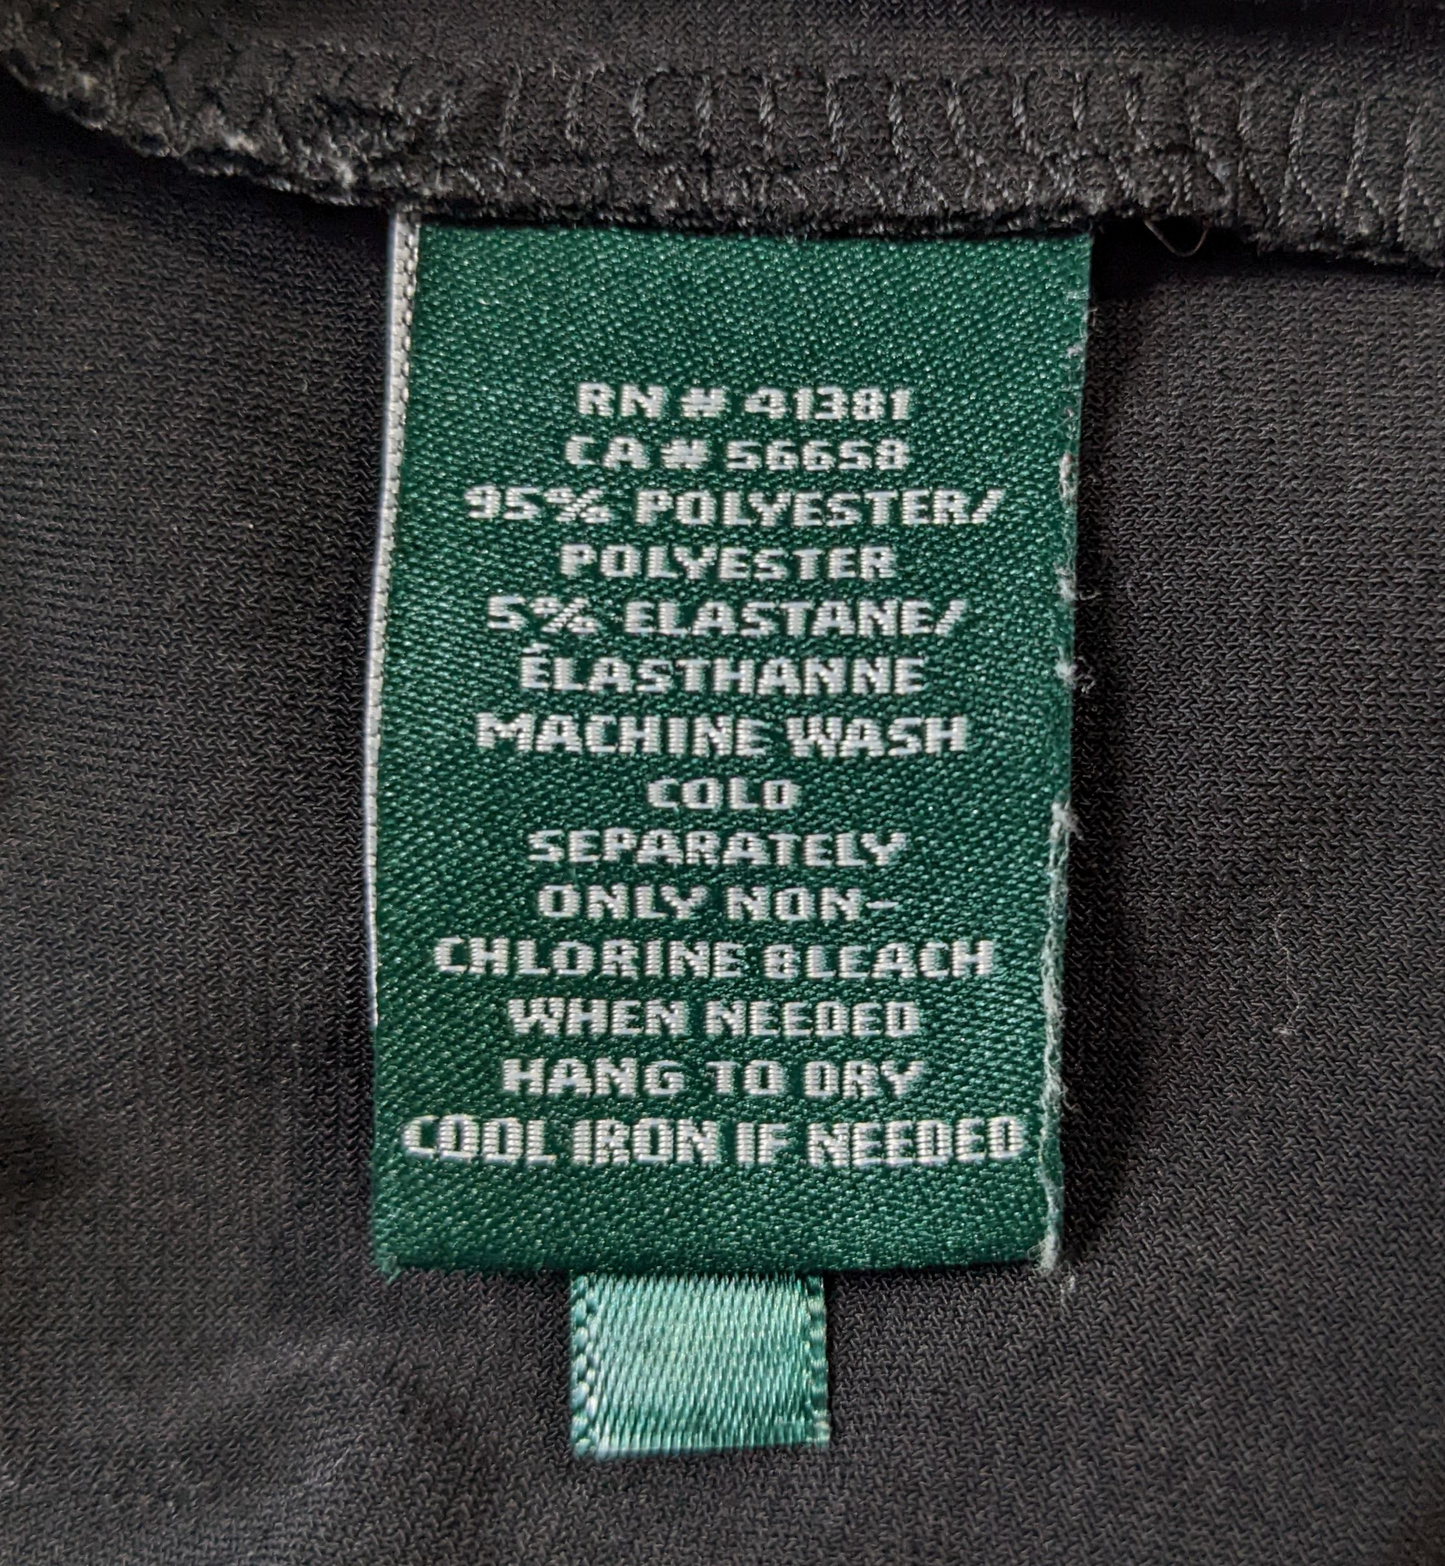 RN # 41381
CA # 56658
95% POLYESTER/
POLYESTER
5% ELASTANE/
ÉLASTHANNE
MACHINE WASH
COLD
SEPARATELY
ONLY NON-
CHLORINE BLEACH
WHEN NEEDED
HANG TO DRY
COOL IRON IF NEEDED